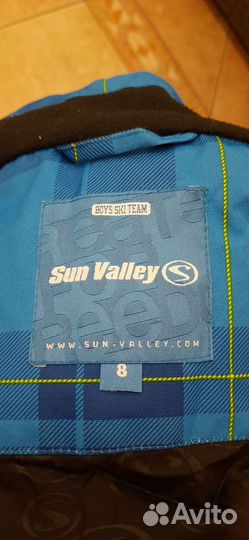 BOYS SKI TEAM
Sun Valley S
WWW.SUN-VALLEY.COM
8
Avito